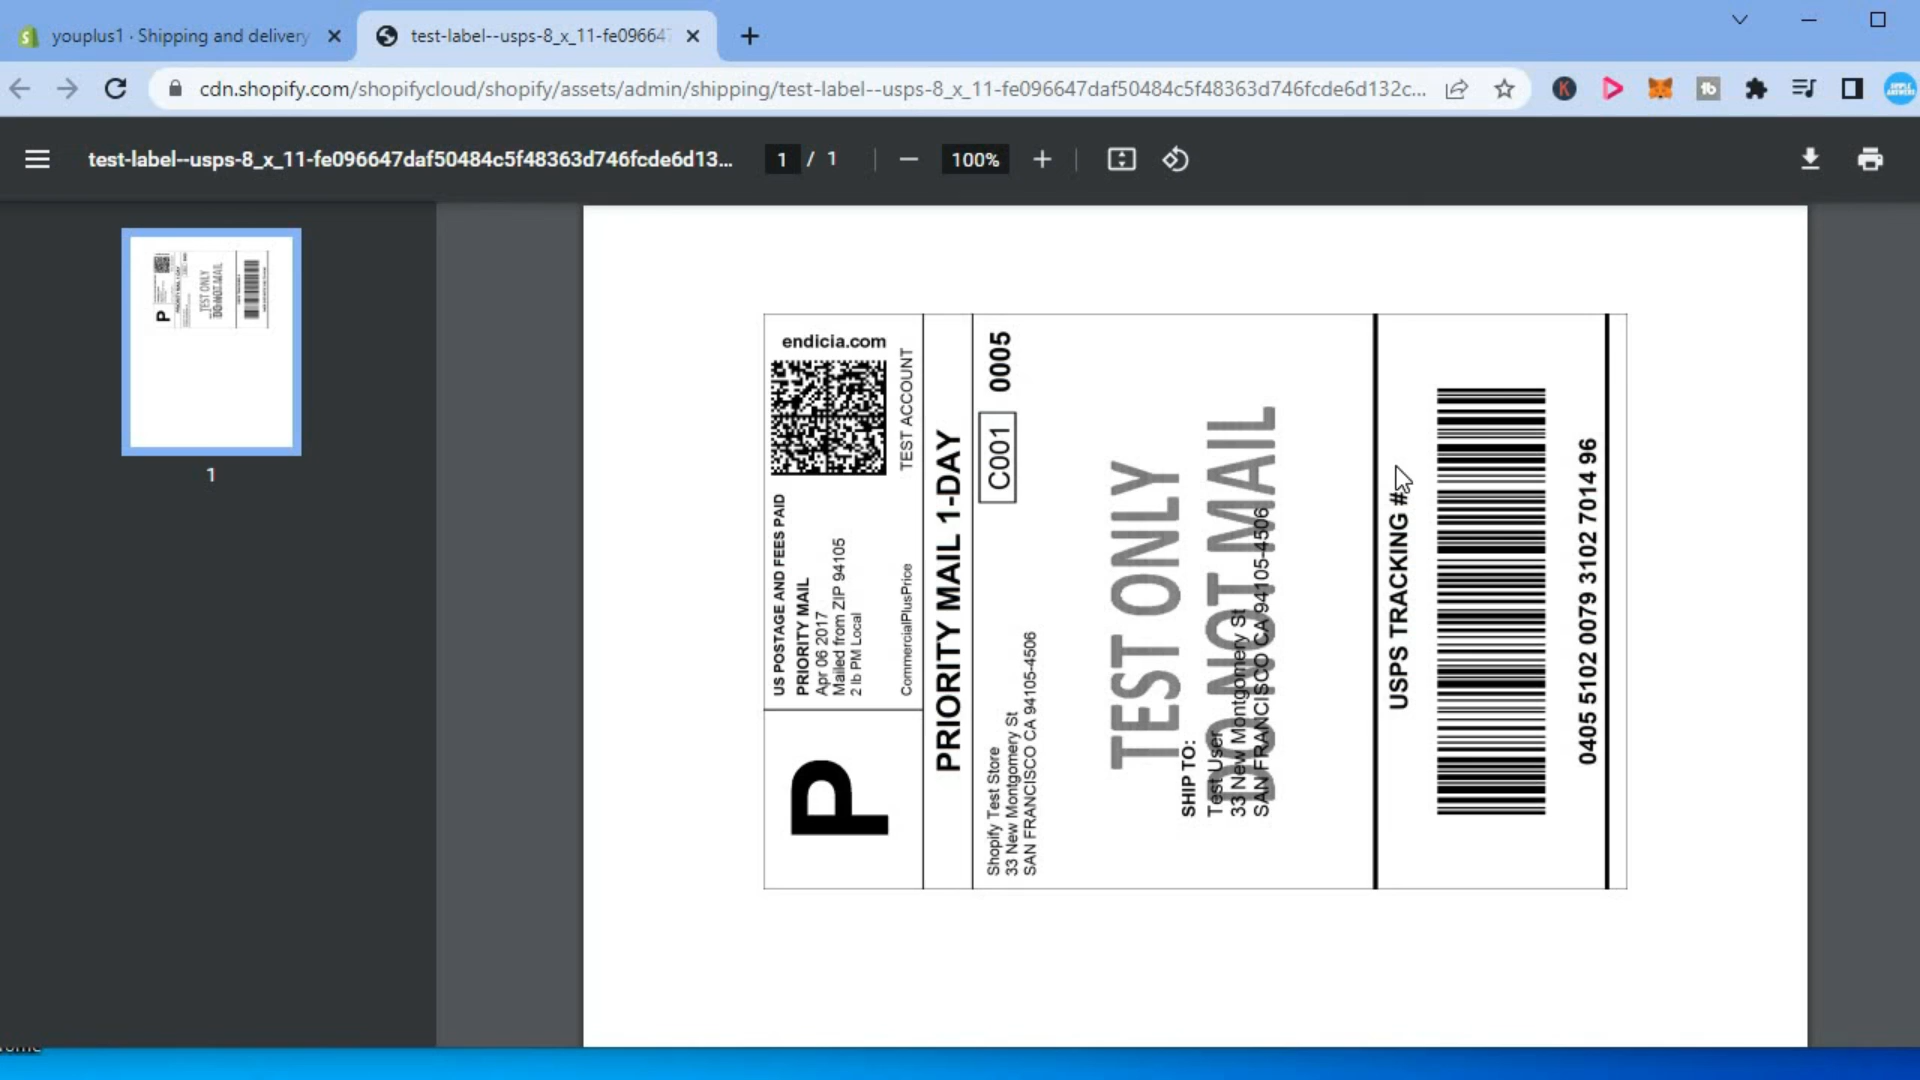 youplus1 · Shipping and delivery
test-label--usps-8_x_11-fe09664
cdn.shopify.com/shopifycloud/shopify/assets/admin/shipping/test-label--usps-8_x_11-fe096647daf50484c5f48363d746fcde6d132c...
test-label--usps-8_x_11-fe096647daf50484c5f48363d746fcde6d13...
1 / 1
100%
1
P
US POSTAGE AND FEES PAID
PRIORITY MAIL
Apr 06 2017
Mailed from ZIP 94105
2 lb PM Local
CommercialPlusPrice
endicia.com
TEST ACCOUNT
PRIORITY MAIL 1-DAY
Shopify Test Store
33 New Montgomery St
SAN FRANCISCO CA 94105-4506
C001
0005
TEST ONLY
DO NOT MAIL
SHIP TO:
Test User
33 New Montgomery St
SAN FRANCISCO CA 94105-4506
USPS TRACKING #
0405 5102 0079 3102 7014 96